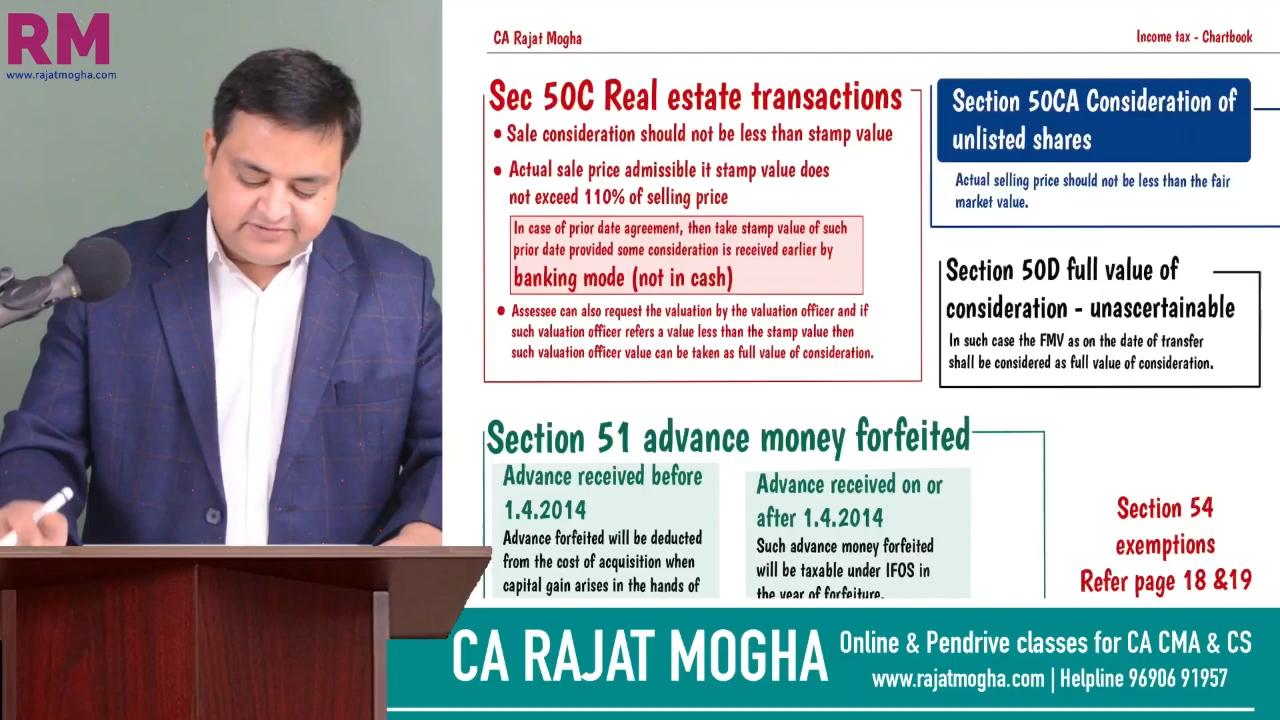 RM
www.rajatmogha.com
CA Rajat Mogha
Income tax - Chartbook
Sec 50C Real estate transactions
• Sale consideration should not be less than stamp value
• Actual sale price admissible it stamp value does
not exceed 110% of selling price
In case of prior date agreement, then take stamp value of such
prior date provided some consideration is received earlier by
banking mode (not in cash)
• Assessee can also request the valuation by the valuation officer and if
such valuation officer refers a value less than the stamp value then
such valuation officer value can be taken as full value of consideration.
Section 50CA Consideration of
unlisted shares
Actual selling price should not be less than the fair
market value.
Section 50D full value of
consideration - unascertainable
In such case the FMV as on the date of transfer
shall be considered as full value of consideration.
Section 51 advance money forfeited
Advance received before
1.4.2014
Advance forfeited will be deducted
from the cost of acquisition when
capital gain arises in the hands of
Advance received on or
after 1.4.2014
Such advance money forfeited
will be taxable under IFOS in
the year of forfeiture.
Section 54
exemptions
Refer page 18 &19
CA RAJAT MOGHA
Online & Pendrive classes for CA CMA & CS
www.rajatmogha.com | Helpline 96906 91957